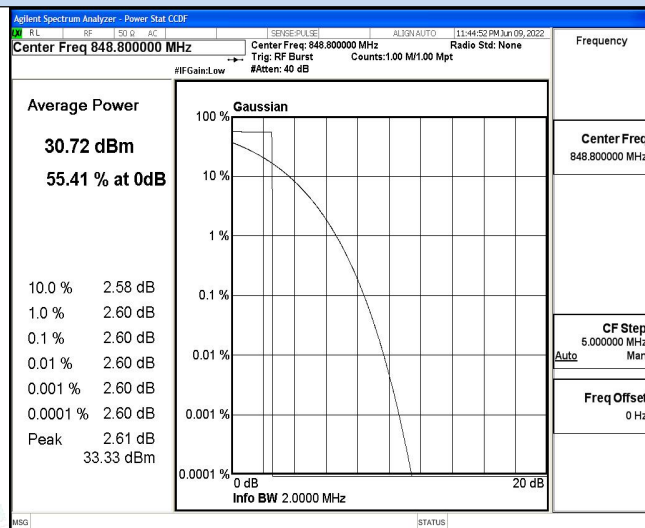 Agilent Spectrum Analyzer - Power Stat CCDF
RL RF 50 Ω AC SENSE:PULSE ALIGN AUTO 11:44:52 PM Jun 09, 2022
Center Freq 848.800000 MHz
Center Freq: 848.800000 MHz Radio Std: None
Trig: RF Burst Counts:1.00 M/1.00 Mpt
#IFGain:Low #Atten: 40 dB
Frequency
Average Power
30.72 dBm
55.41 % at 0dB
10.0 % 2.58 dB
1.0 % 2.60 dB
0.1 % 2.60 dB
0.01 % 2.60 dB
0.001 % 2.60 dB
0.0001 % 2.60 dB
Peak 2.61 dB
33.33 dBm
Gaussian
100 %
10 %
1 %
0.1 %
0.01 %
0.001 %
0.0001 %
0 dB 20 dB
Info BW 2.0000 MHz
Center Freq
848.800000 MHz
CF Step
5.000000 MHz
Auto Man
Freq Offset
0 Hz
MSG STATUS